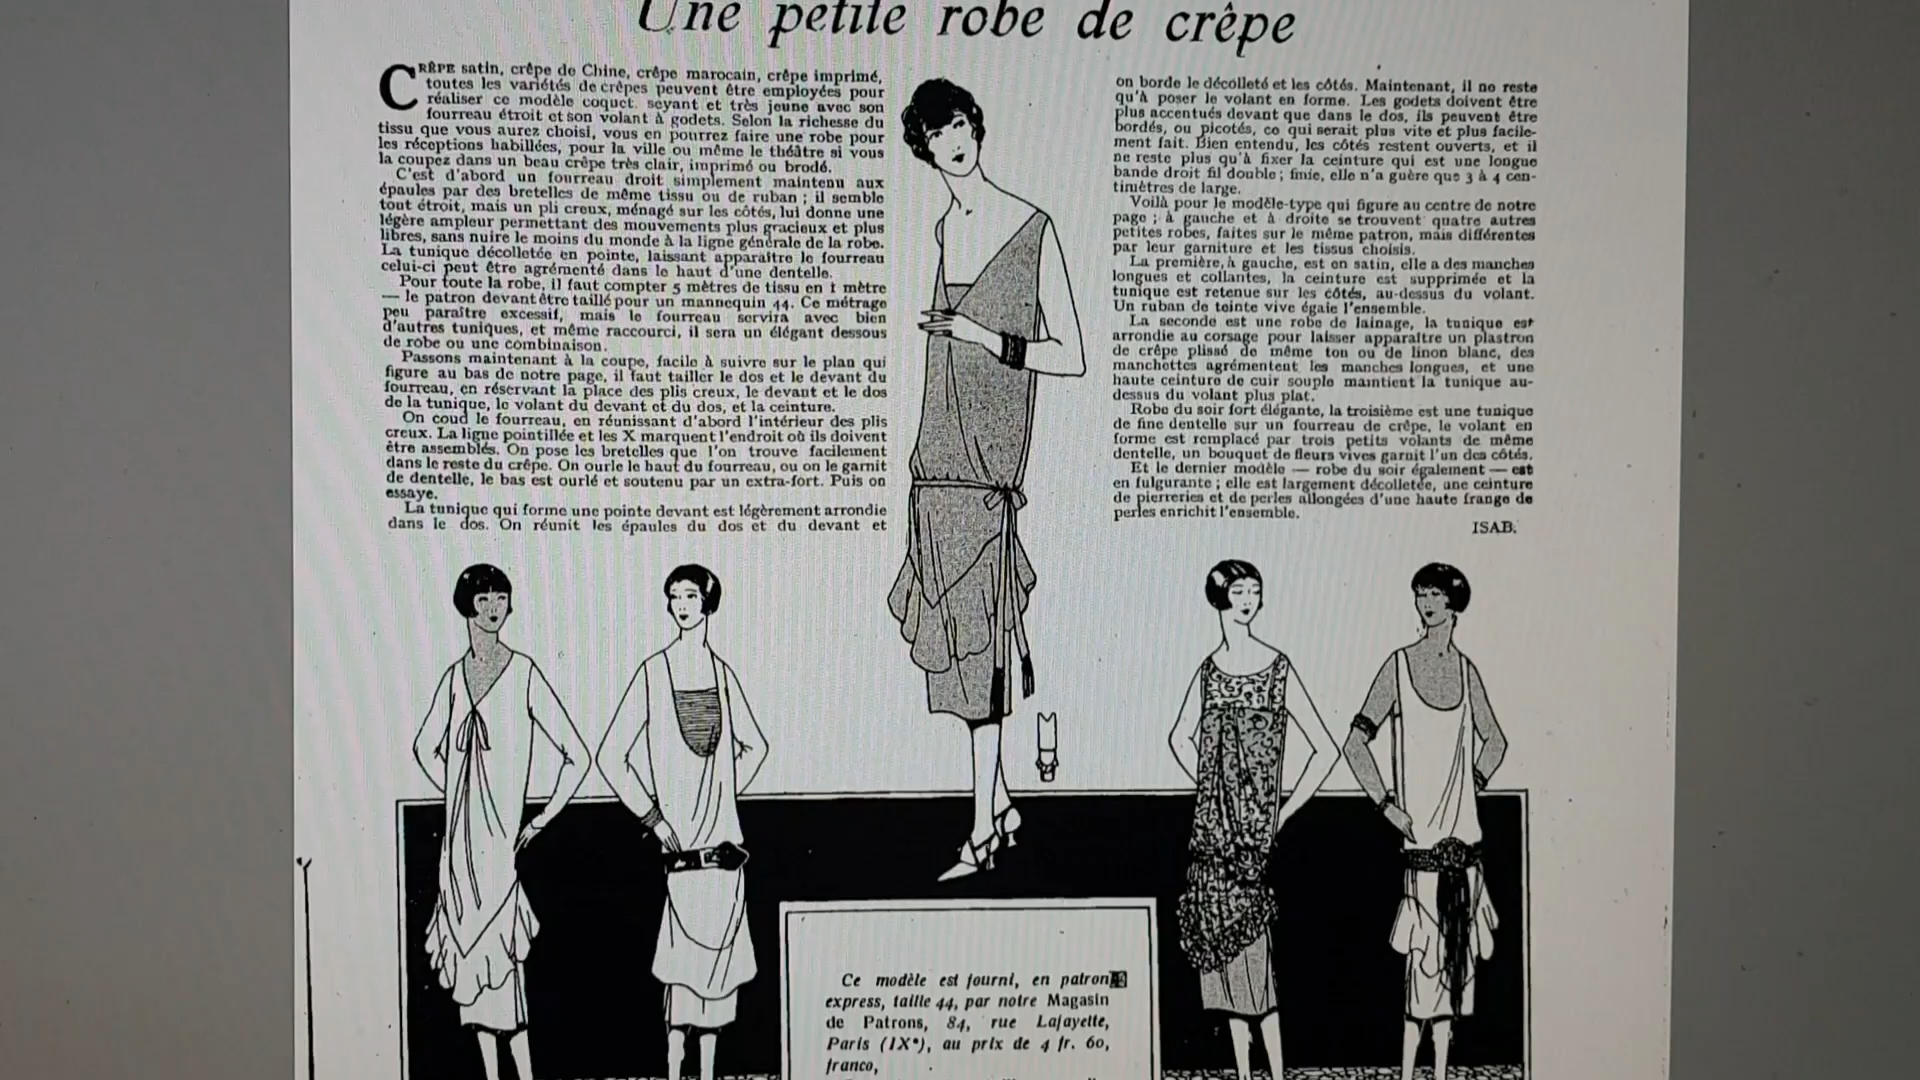 Une petite robe de crêpe
CRÊPE satin, crêpe de Chine, crêpe marocain, crêpe imprimé,
toutes les variétés de crêpes peuvent être employées pour
réaliser ce modèle coquet. seyant et très jeune avec son
fourreau étroit et son volant à godets. Selon la richesse du
tissu que vous aurez choisi, vous en pourrez faire une robe pour
les réceptions habillées, pour la ville ou même le théâtre si vous
la coupez dans un beau crêpe très clair, imprimé ou brodé.
C'est d'abord un fourreau droit simplement maintenu aux
épaules par des bretelles de même tissu ou de ruban ; il semble
tout étroit, mais un pli creux, ménagé sur les côtés, lui donne une
légère ampleur permettant des mouvements plus gracieux et plus
libres, sans nuire le moins du monde à la ligne générale de la robe.
La tunique décolletée en pointe, laissant apparaître le fourreau
celui-ci peut être agrémenté dans le haut d'une dentelle.
Pour toute la robe, il faut compter 5 mètres de tissu en 1 mètre
— le patron devant être taillé pour un mannequin 44. Ce métrage
peu paraître excessif, mais le fourreau servira avec bien
d'autres tuniques, et même raccourci, il sera un élégant dessous
de robe ou une combinaison.
Passons maintenant à la coupe, facile à suivre sur le plan qui
figure au bas de notre page, il faut tailler le dos et le devant du
fourreau, en réservant la place des plis creux, le devant et le dos
de la tunique, le volant du devant et du dos, et la ceinture.
On coud le fourreau, en réunissant d'abord l'intérieur des plis
creux. La ligne pointillée et les X marquent l'endroit où ils doivent
être assemblés. On pose les bretelles que l'on trouve facilement
dans le reste du crêpe. On ourle le haut du fourreau, ou on le garnit
de dentelle, le bas est ourlé et soutenu par un extra-fort. Puis on
essaye.
La tunique qui forme une pointe devant est légèrement arrondie
dans le dos. On réunit les épaules du dos et du devant et
on borde le décolleté et les côtés. Maintenant, il ne reste
qu'à poser le volant en forme. Les godets doivent être
plus accentués devant que dans le dos, ils peuvent être
bordés, ou picotés, ce qui serait plus vite et plus facile-
ment fait. Bien entendu, les côtés restent ouverts, et il
ne reste plus qu'à fixer la ceinture qui est une longue
bande droit fil double ; finie, elle n'a guère que 3 à 4 cen-
timètres de large.
Voilà pour le modèle-type qui figure au centre de notre
page ; à gauche et à droite se trouvent quatre autres
petites robes, faites sur le même patron, mais différentes
par leur garniture et les tissus choisis.
La première, à gauche, est en satin, elle a des manches
longues et collantes, la ceinture est supprimée et la
tunique est retenue sur les côtés, au-dessus du volant.
Un ruban de teinte vive égaie l'ensemble.
La seconde est une robe de lainage, la tunique est
arrondie au corsage pour laisser apparaître un plastron
de crêpe plissé de même ton ou de linon blanc, des
manchettes agrémentent les manches longues, et une
haute ceinture de cuir souple maintient la tunique au-
dessus du volant plus plat.
Robe du soir fort élégante, la troisième est une tunique
de fine dentelle sur un fourreau de crêpe, le volant en
forme est remplacé par trois petits volants de même
dentelle, un bouquet de fleurs vives garnit l'un des côtés.
Et le dernier modèle — robe du soir également — est
en fulgurante ; elle est largement décolletée, une ceinture
de pierreries et de perles allongées d'une haute frange de
perles enrichit l'ensemble.
ISAB.
Ce modèle est fourni, en patron
express, taille 44, par notre Magasin
de Patrons, 84, rue Lafayette,
Paris (IXe), au prix de 4 fr. 60,
franco,